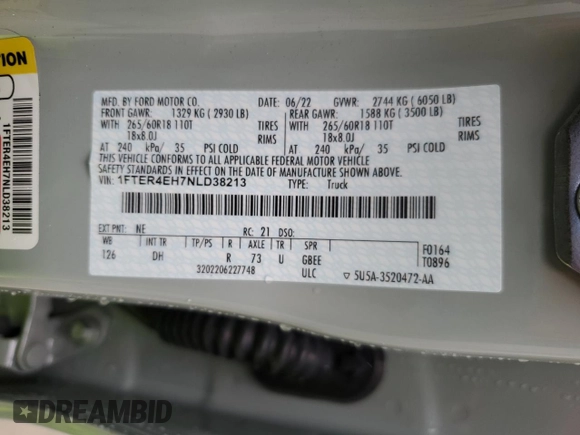 MFD. BY FORD MOTOR CO. DATE: 06/22 GVWR: 2744 KG ( 6050 LB)
FRONT GAWR: 1329 KG ( 2930 LB) REAR GAWR: 1588 KG ( 3500 LB)
WITH 265/60R18 110T TIRES WITH 265/60R18 110T TIRES
18x8.0J RIMS 18x8.0J RIMS
AT 240 kPa/ 35 PSI COLD AT 240 kPa/ 35 PSI COLD
THIS VEHICLE CONFORMS TO ALL APPLICABLE FEDERAL MOTOR VEHICLE
SAFETY STANDARDS IN EFFECT ON THE DATE OF MANUFACTURE SHOWN ABOVE.
VIN: 1FTER4EH7NLD38213 TYPE: Truck
EXT PNT: NE RC: 21 DSO:
WB INT TR TP/PS R AXLE TR SPR
126 DH R 73 U GBEE
F0164
T0896
3202206227748 ULC ▽ 5U5A-3520472-AA
TION
1FTER4EH7NLD38213
DREAMBID